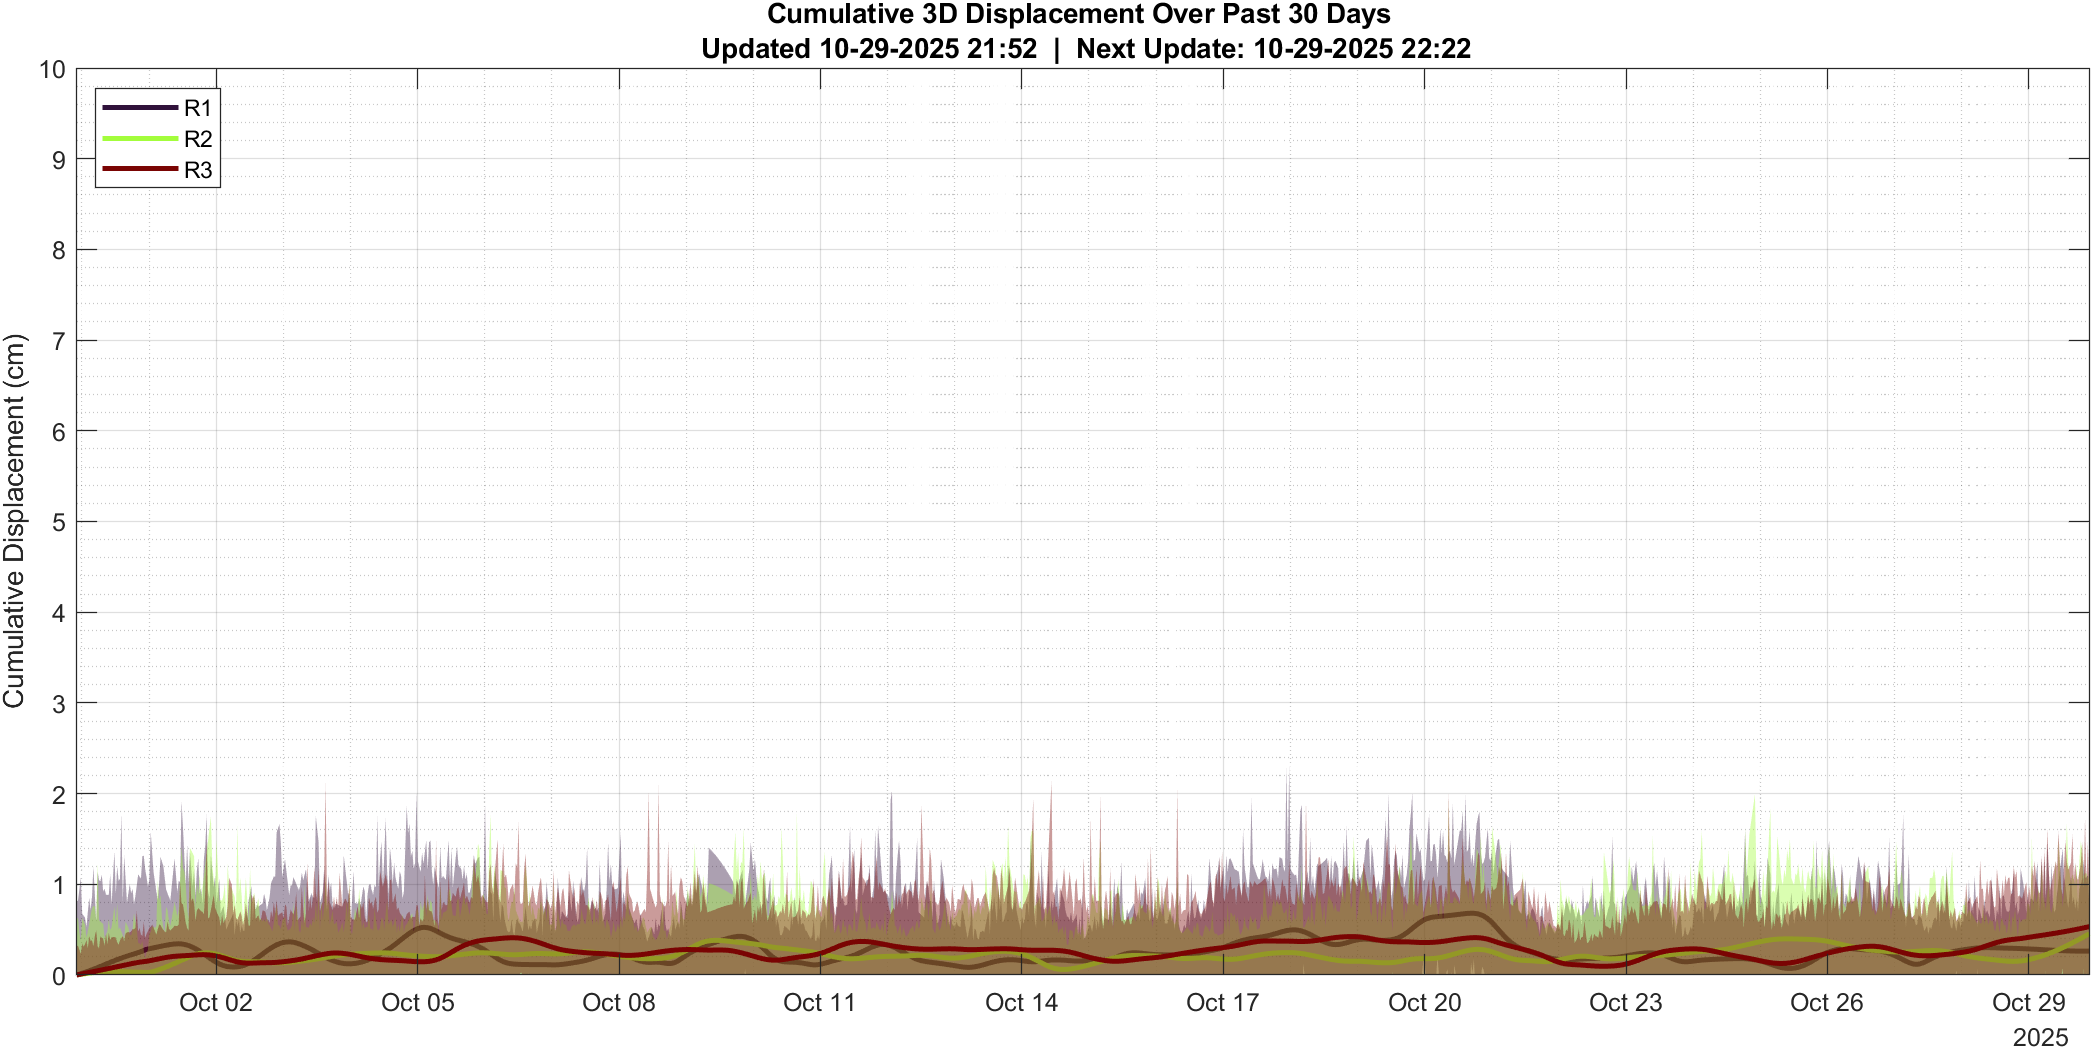 Cumulative 3D Displacement Over Past 30 Days
Updated 10-29-2025 21:52 | Next Update: 10-29-2025 22:22
Cumulative Displacement (cm)
10
9
8
7
6
5
4
3
2
1
0
R1
R2
R3
Oct 02 Oct 05 Oct 08 Oct 11 Oct 14 Oct 17 Oct 20 Oct 23 Oct 26 Oct 29
2025